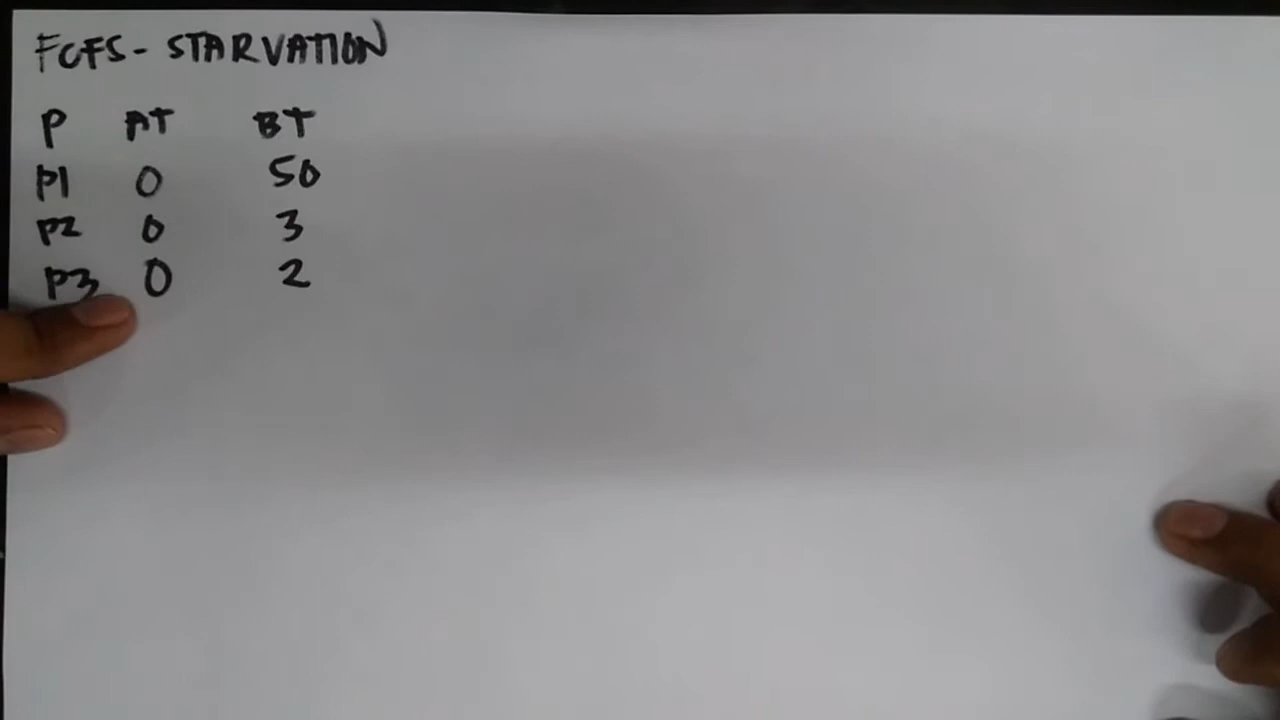 FCFS - STARVATION
P AT BT
P1 0 50
P2 0 3
P3 0 2